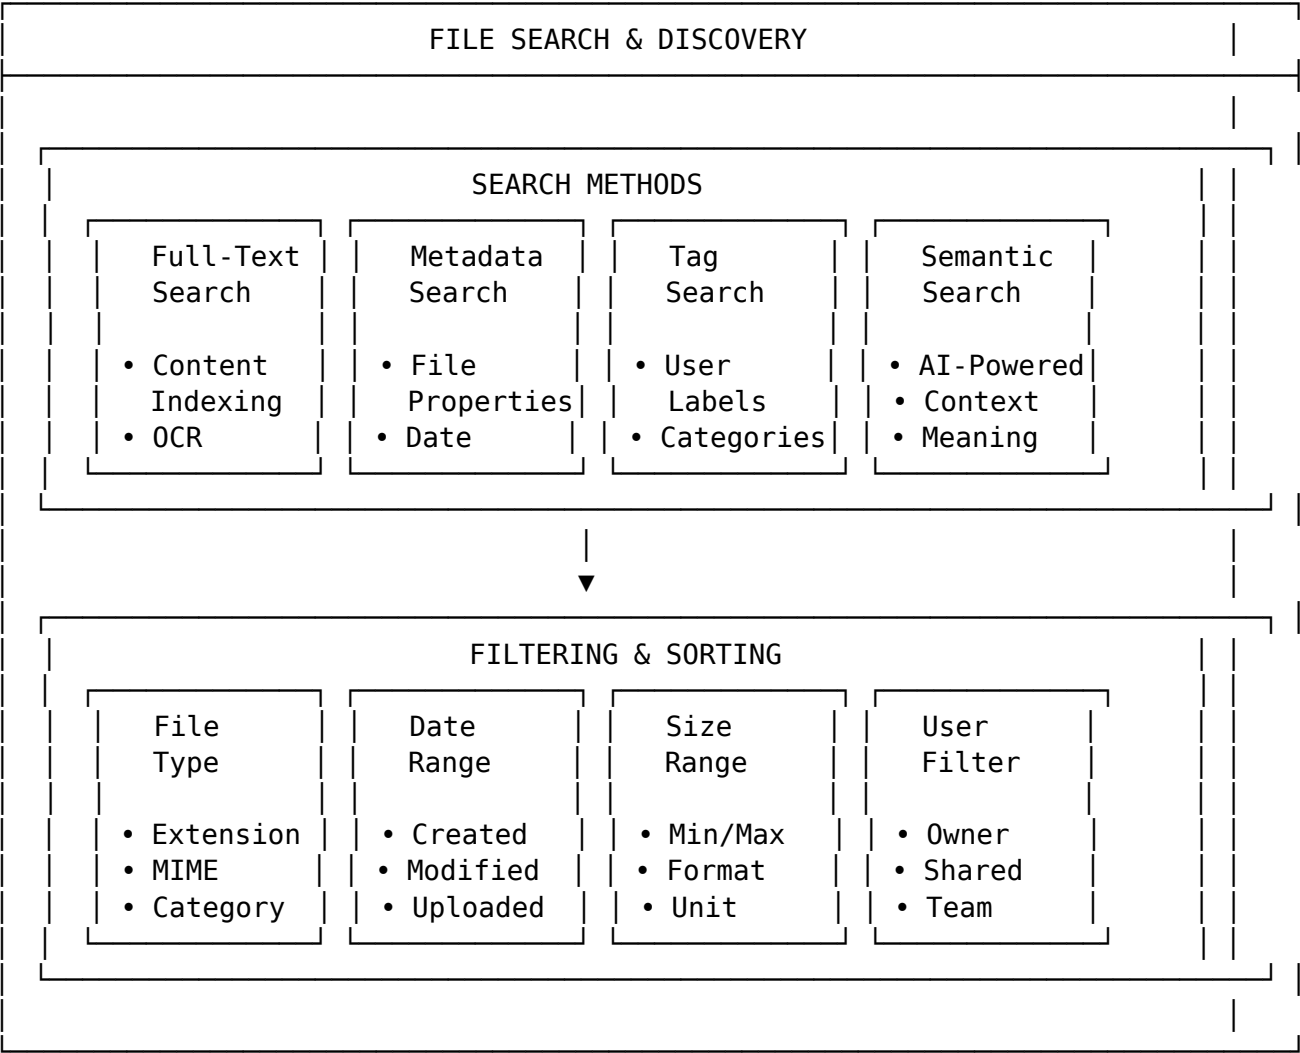 FILE SEARCH & DISCOVERY
SEARCH METHODS
Full-Text
Search
• Content
Indexing
• OCR
Metadata
Search
• File
Properties
• Date
Tag
Search
• User
Labels
• Categories
Semantic
Search
• AI-Powered
• Context
• Meaning
▼
FILTERING & SORTING
File
Type
• Extension
• MIME
• Category
Date
Range
• Created
• Modified
• Uploaded
Size
Range
• Min/Max
• Format
• Unit
User
Filter
• Owner
• Shared
• Team